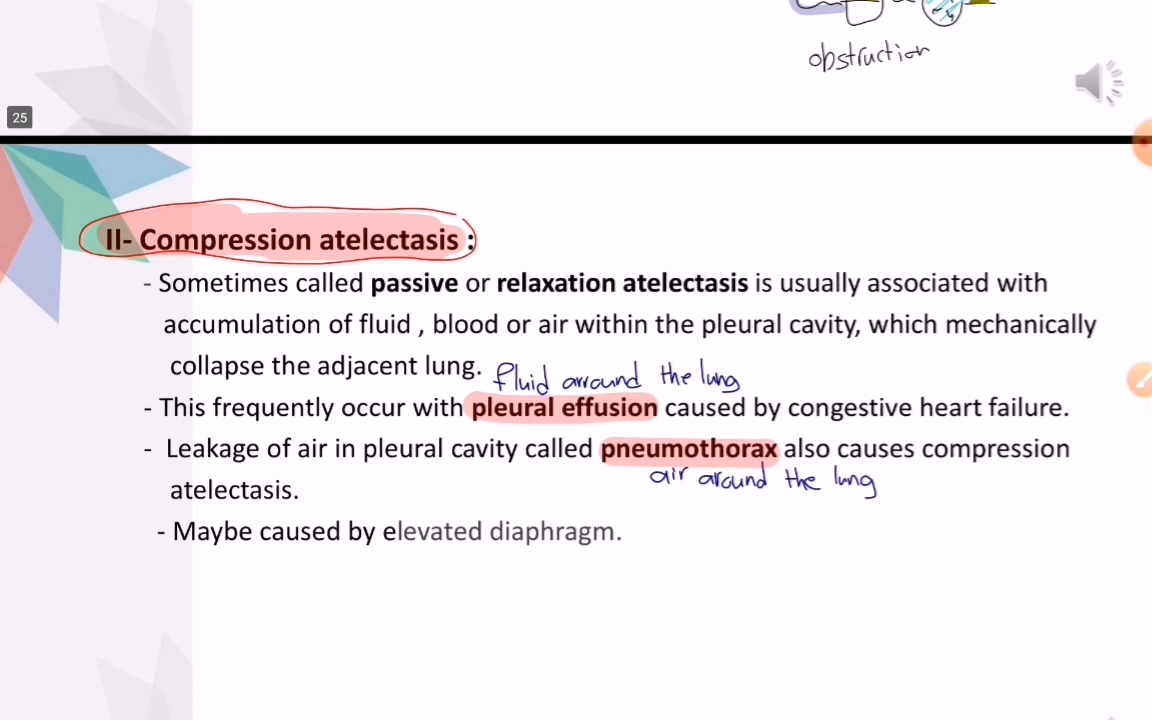 obstruction
25
II- Compression atelectasis :
- Sometimes called passive or relaxation atelectasis is usually associated with
accumulation of fluid , blood or air within the pleural cavity, which mechanically
collapse the adjacent lung.
fluid arround the lung
- This frequently occur with pleural effusion caused by congestive heart failure.
- Leakage of air in pleural cavity called pneumothorax also causes compression
air around the lung
atelectasis.
- Maybe caused by elevated diaphragm.